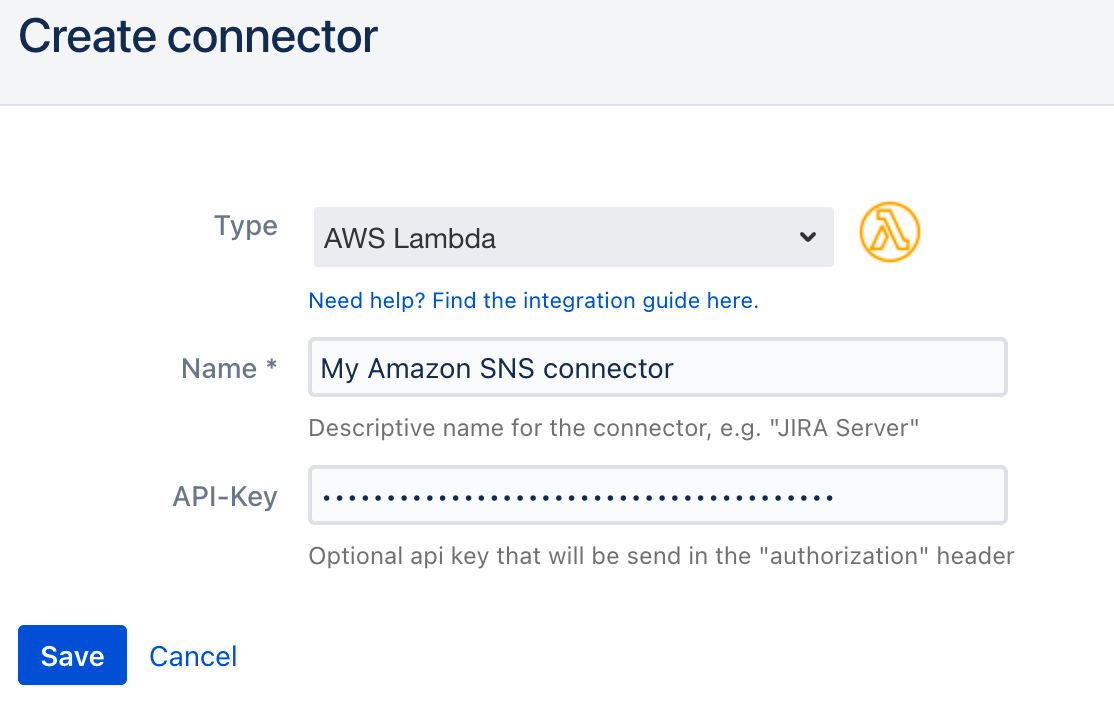 Create connector
Type
AWS Lambda
Need help? Find the integration guide here.
Name *
My Amazon SNS connector
Descriptive name for the connector, e.g. "JIRA Server"
API-Key
••••••••••••••••••••••••••••••••••••••••
Optional api key that will be send in the "authorization" header
Save Cancel